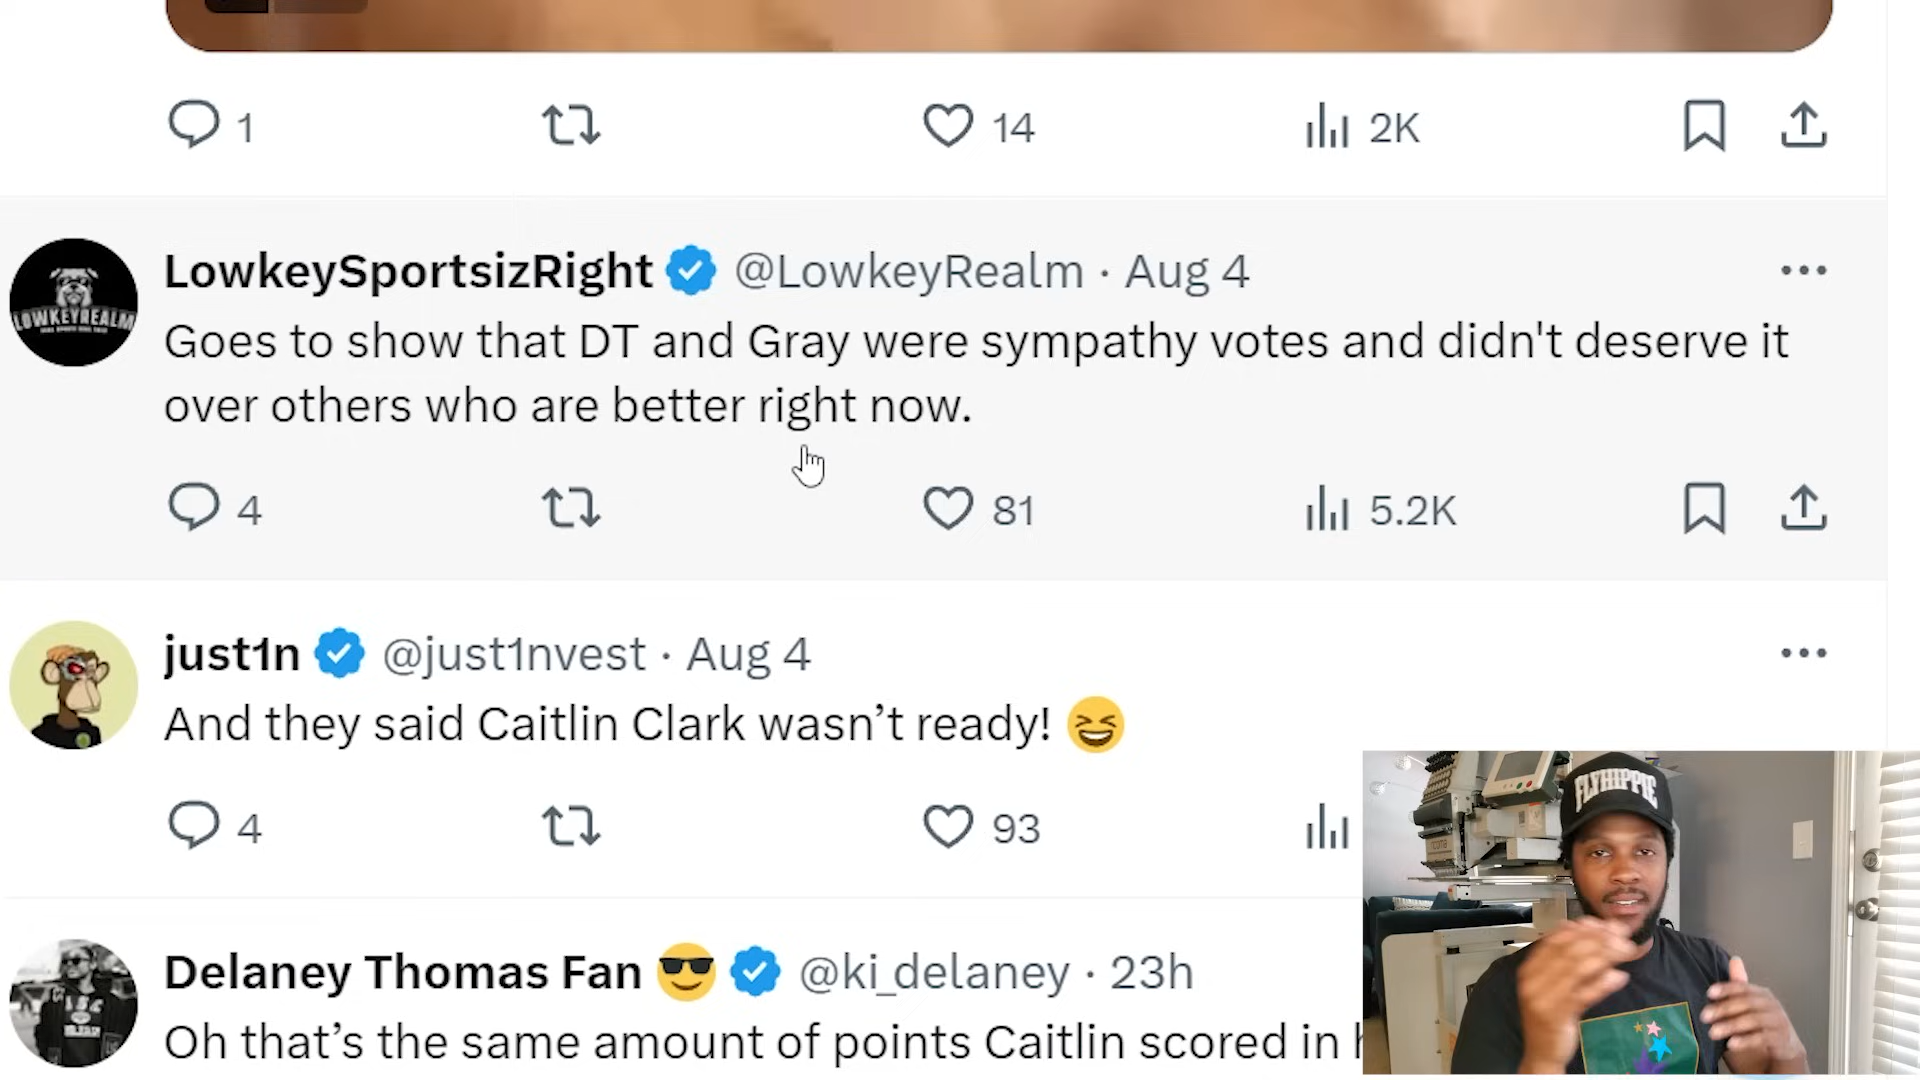 1 14 2K
LowkeySportsizRight @LowkeyRealm · Aug 4
Goes to show that DT and Gray were sympathy votes and didn't deserve it
over others who are better right now.
4 81 5.2K
LOWKEYREALM
just1n @just1nvest · Aug 4
And they said Caitlin Clark wasn’t ready! 😆
4 93
FLYHIPPIE
Delaney Thomas Fan 😎 @ki_delaney · 23h
Oh that’s the same amount of points Caitlin scored in